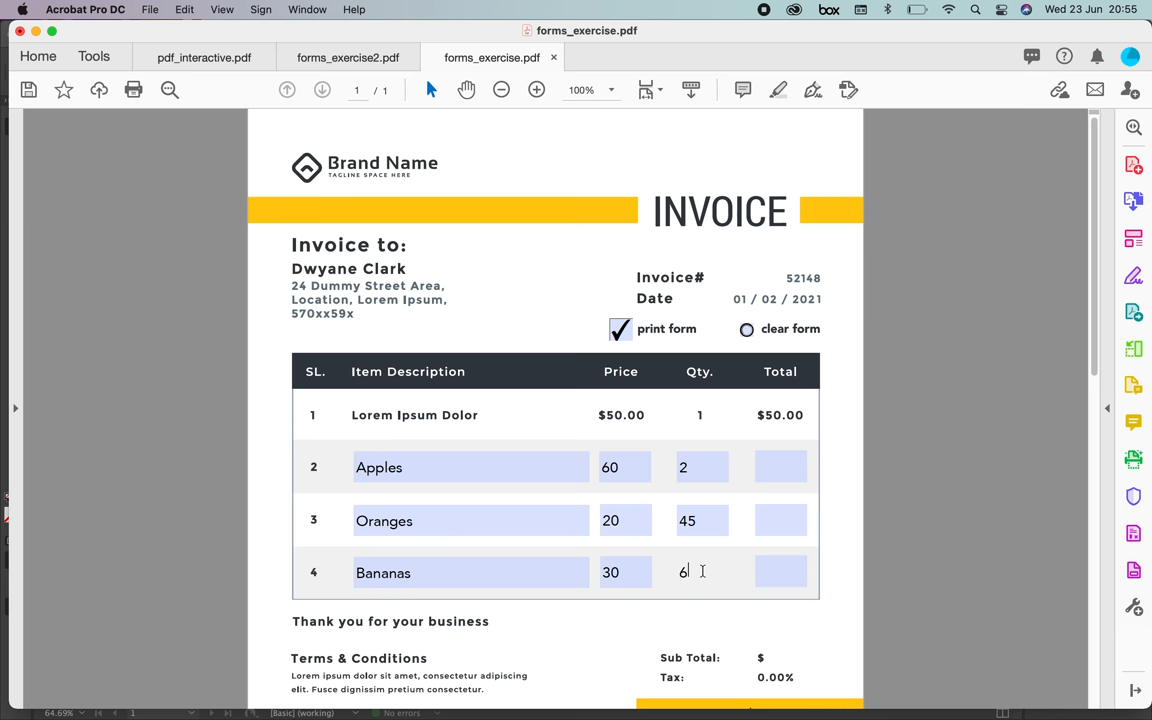 Acrobat Pro DC File Edit View Sign Window Help box Wed 23 Jun 20:55
forms_exercise.pdf
Home Tools pdf_interactive.pdf forms_exercise2.pdf forms_exercise.pdf ×
1 / 1 100%
Brand Name
TAGLINE SPACE HERE
INVOICE
Invoice to:
Dwyane Clark
24 Dummy Street Area,
Location, Lorem Ipsum,
570xx59x
Invoice# 52148
Date 01 / 02 / 2021
print form clear form
SL. Item Description Price Qty. Total
1 Lorem Ipsum Dolor $50.00 1 $50.00
2 Apples 60 2
3 Oranges 20 45
4 Bananas 30 6
Thank you for your business
Terms & Conditions
Lorem ipsum dolor sit amet, consectetur adipiscing
elit. Fusce dignissim pretium consectetur.
Sub Total: $
Tax: 0.00%
64.69% 1 [Basic] (working) No errors